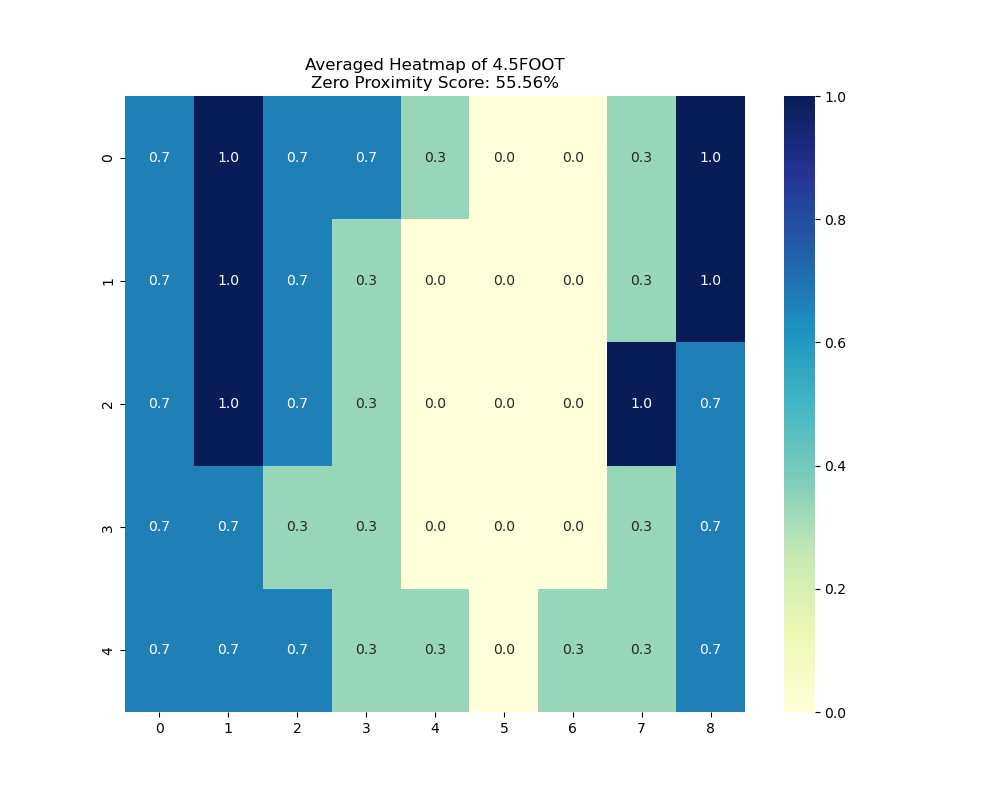 Averaged Heatmap of 4.5FOOT
Zero Proximity Score: 55.56%
0 0.7 1.0 0.7 0.7 0.3 0.0 0.0 0.3 1.0
1 0.7 1.0 0.7 0.3 0.0 0.0 0.0 0.3 1.0
2 0.7 1.0 0.7 0.3 0.0 0.0 0.0 1.0 0.7
3 0.7 0.7 0.3 0.3 0.0 0.0 0.0 0.3 0.7
4 0.7 0.7 0.7 0.3 0.3 0.0 0.3 0.3 0.7
0 1 2 3 4 5 6 7 8
1.0
0.8
0.6
0.4
0.2
0.0